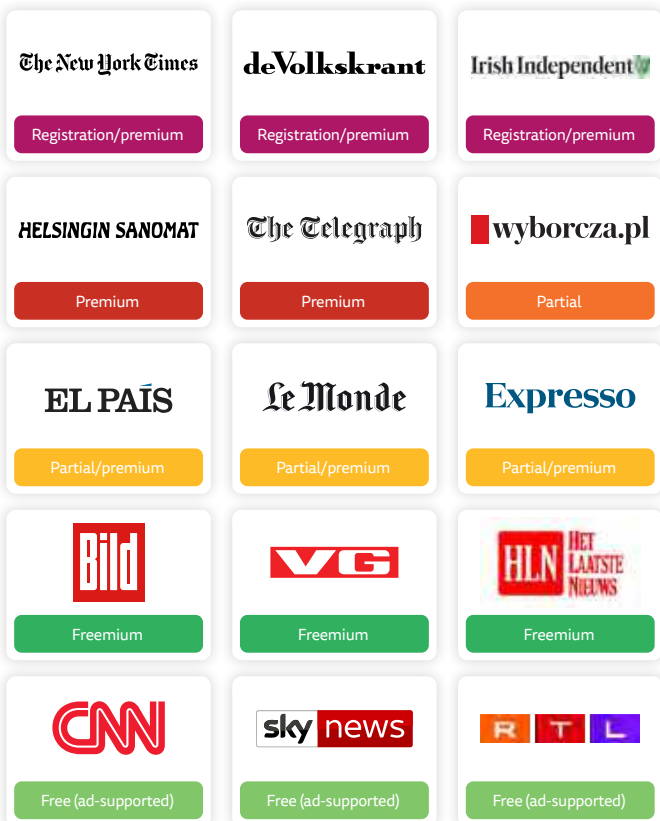 The New York Times
deVolkskrant
Irish Independent
Registration/premium
Registration/premium
Registration/premium
HELSINGIN SANOMAT
The Telegraph
wyborcza.pl
Premium
Premium
Partial
EL PAÍS
Le Monde
Expresso
Partial/premium
Partial/premium
Partial/premium
Bild
VG
HLN HET
LAATSTE
NIEUWS
Freemium
Freemium
Freemium
CNN
sky news
RTL
Free (ad-supported)
Free (ad-supported)
Free (ad-supported)